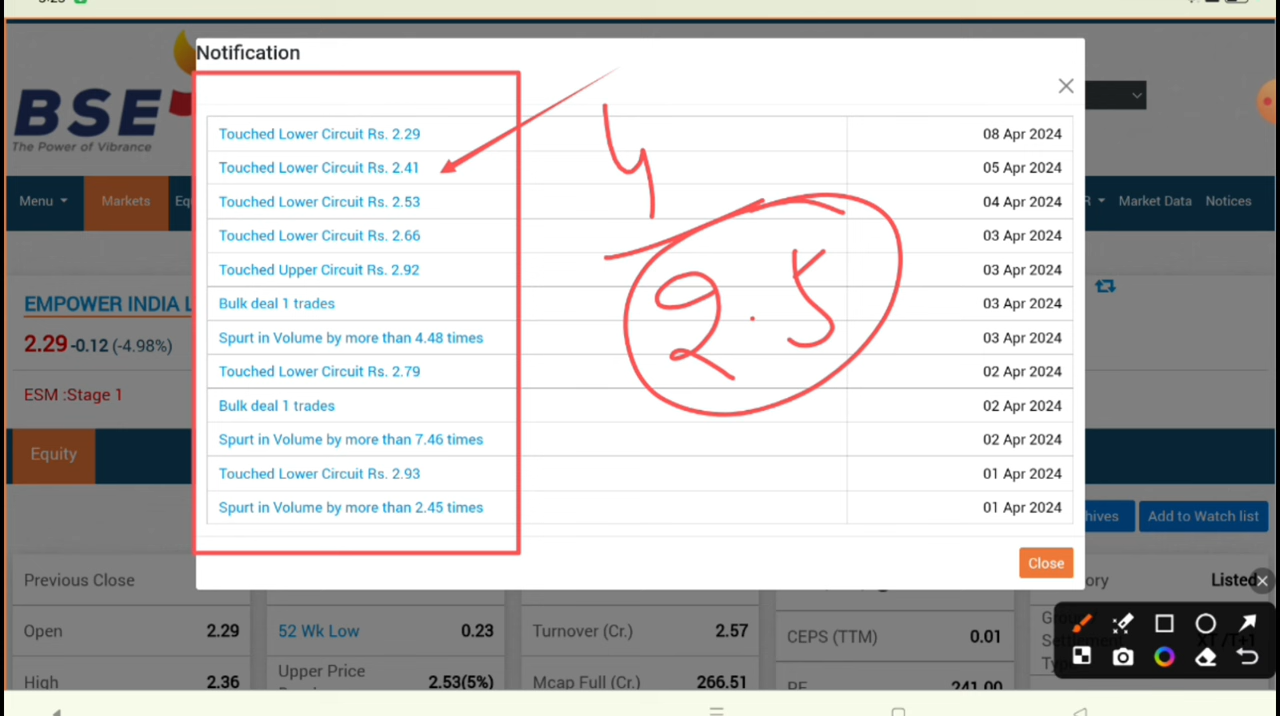 Notification
BSE
The Power of Vibrance
Touched Lower Circuit Rs. 2.29 08 Apr 2024
Touched Lower Circuit Rs. 2.41 05 Apr 2024
Touched Lower Circuit Rs. 2.53 04 Apr 2024
Touched Lower Circuit Rs. 2.66 03 Apr 2024
Touched Upper Circuit Rs. 2.92 03 Apr 2024
Bulk deal 1 trades 03 Apr 2024
Spurt in Volume by more than 4.48 times 03 Apr 2024
Touched Lower Circuit Rs. 2.79 02 Apr 2024
Bulk deal 1 trades 02 Apr 2024
Spurt in Volume by more than 7.46 times 02 Apr 2024
Touched Lower Circuit Rs. 2.93 01 Apr 2024
Spurt in Volume by more than 2.45 times 01 Apr 2024
Close
Menu Markets
Market Data Notices
EMPOWER INDIA L
2.29 -0.12 (-4.98%)
ESM :Stage 1
4
2.5
Equity
Add to Watch list
Previous Close
Listed
Open 2.29 52 Wk Low 0.23 Turnover (Cr.) 2.57 CEPS (TTM) 0.01
High 2.36 Upper Price 2.53(5%) Mcap Full (Cr.) 266.51 PE 241.00